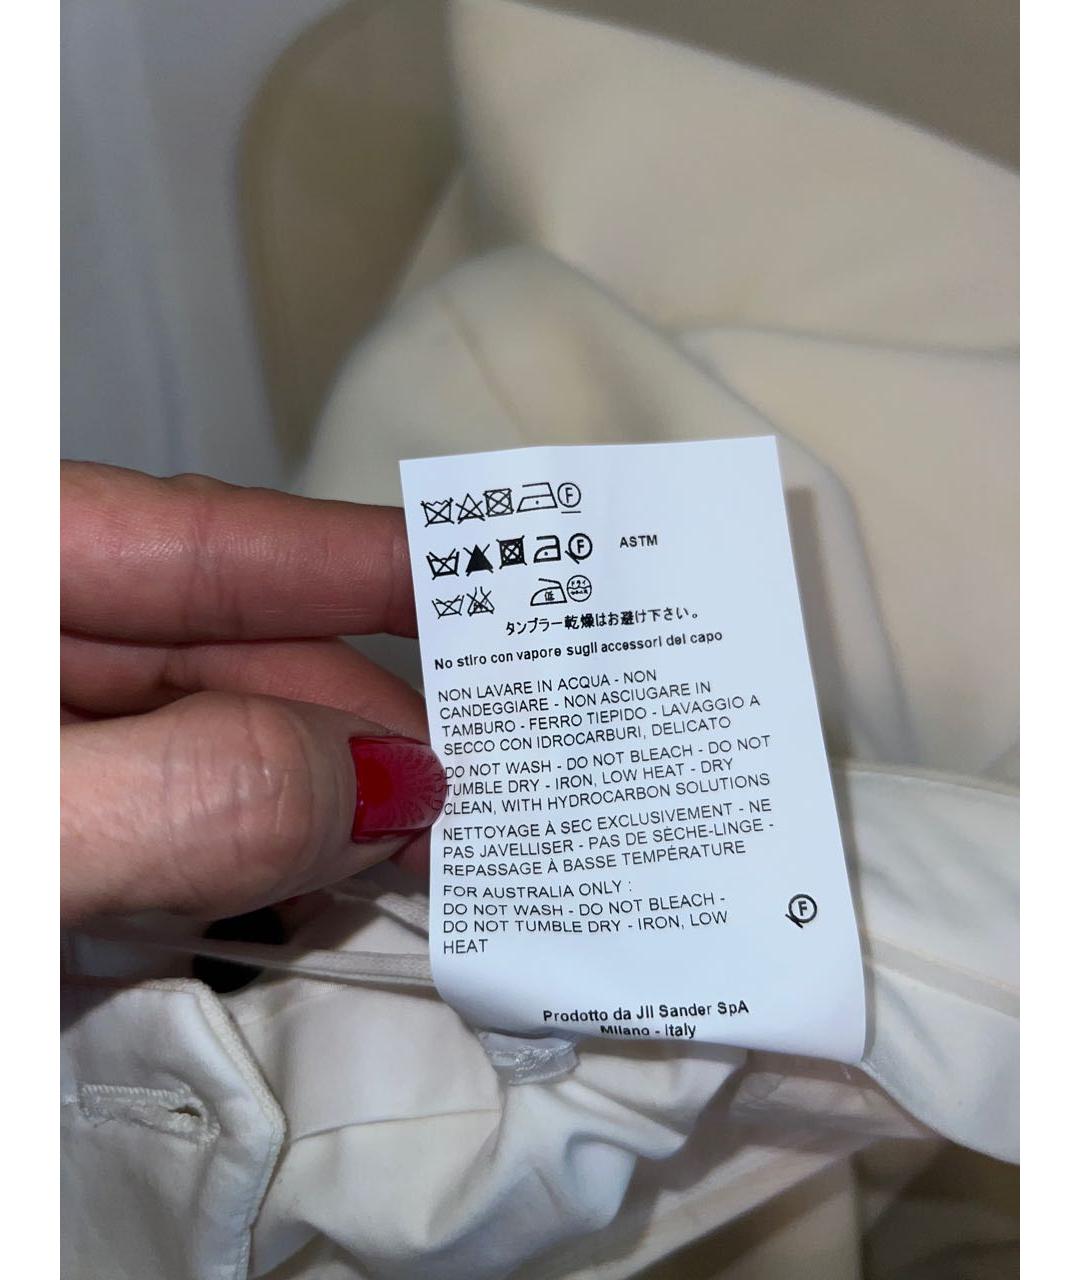 F
ASTM
F
低 ドライ
タンブラー乾燥はお避け下さい。
No stiro con vapore sugli accessori del capo
NON LAVARE IN ACQUA - NON
CANDEGGIARE - NON ASCIUGARE IN
TAMBURO - FERRO TIEPIDO - LAVAGGIO A
SECCO CON IDROCARBURI, DELICATO
DO NOT WASH - DO NOT BLEACH - DO NOT
TUMBLE DRY - IRON, LOW HEAT - DRY
CLEAN, WITH HYDROCARBON SOLUTIONS
NETTOYAGE À SEC EXCLUSIVEMENT - NE
PAS JAVELLISER - PAS DE SÈCHE-LINGE -
REPASSAGE À BASSE TEMPÉRATURE
FOR AUSTRALIA ONLY :
DO NOT WASH - DO NOT BLEACH -
DO NOT TUMBLE DRY - IRON, LOW
HEAT
F
Prodotto da Jil Sander SpA
Milano - Italy